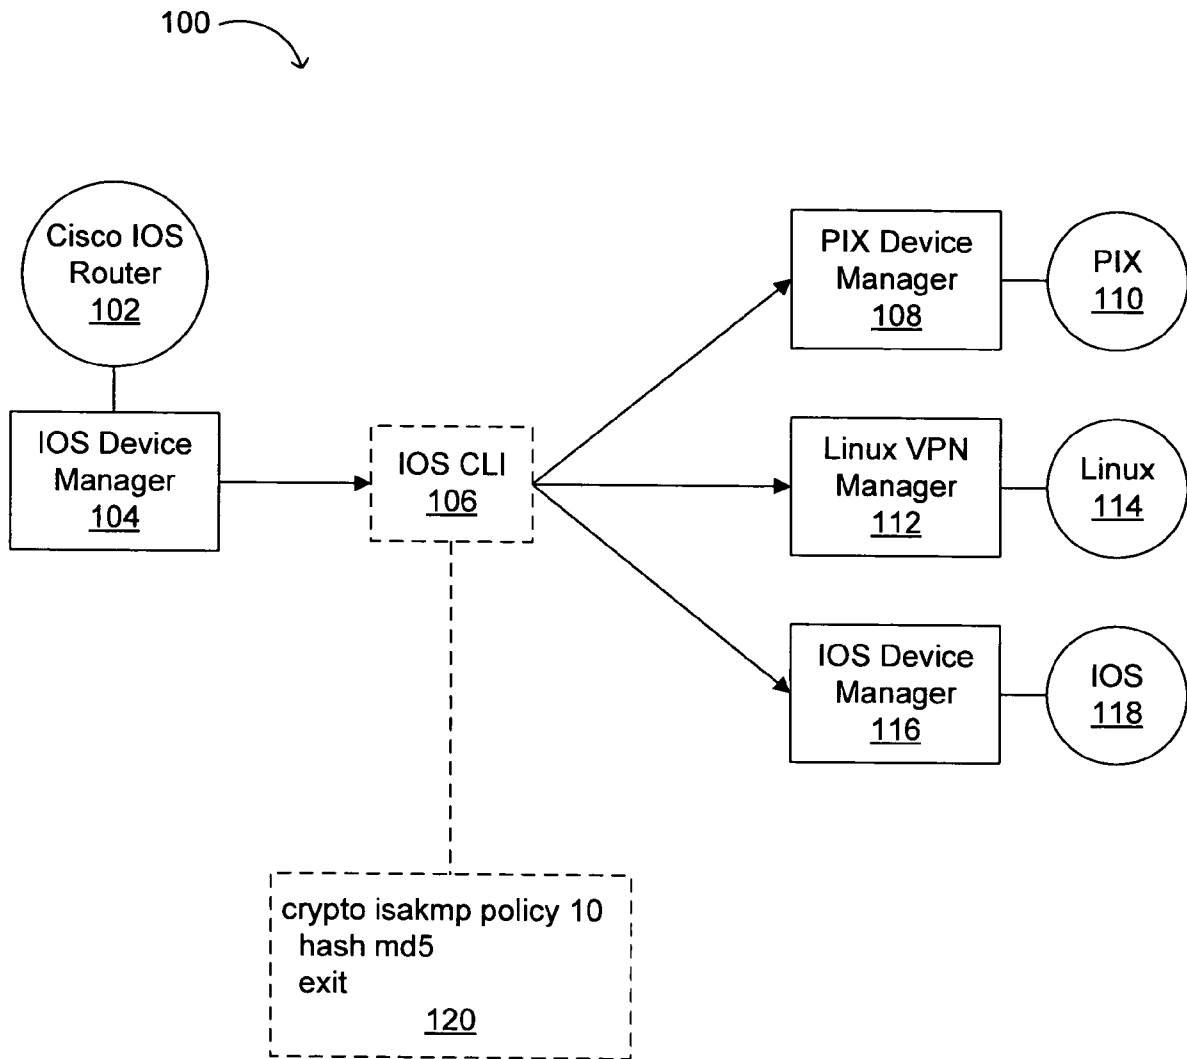 100
Cisco IOS
Router
102
IOS Device
Manager
104
IOS CLI
106
PIX Device
Manager
108
PIX
110
Linux VPN
Manager
112
Linux
114
IOS Device
Manager
116
IOS
118
crypto isakmp policy 10
hash md5
exit
120